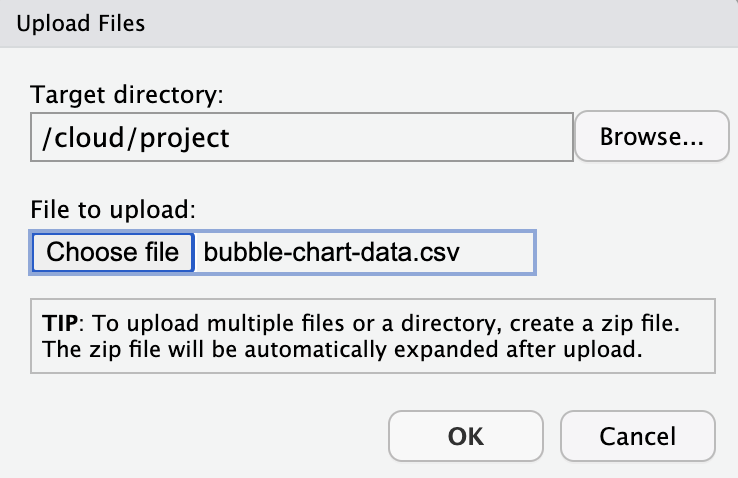 Upload Files
Target directory:
/cloud/project
Browse...
File to upload:
Choose file bubble-chart-data.csv
TIP: To upload multiple files or a directory, create a zip file.
The zip file will be automatically expanded after upload.
OK
Cancel